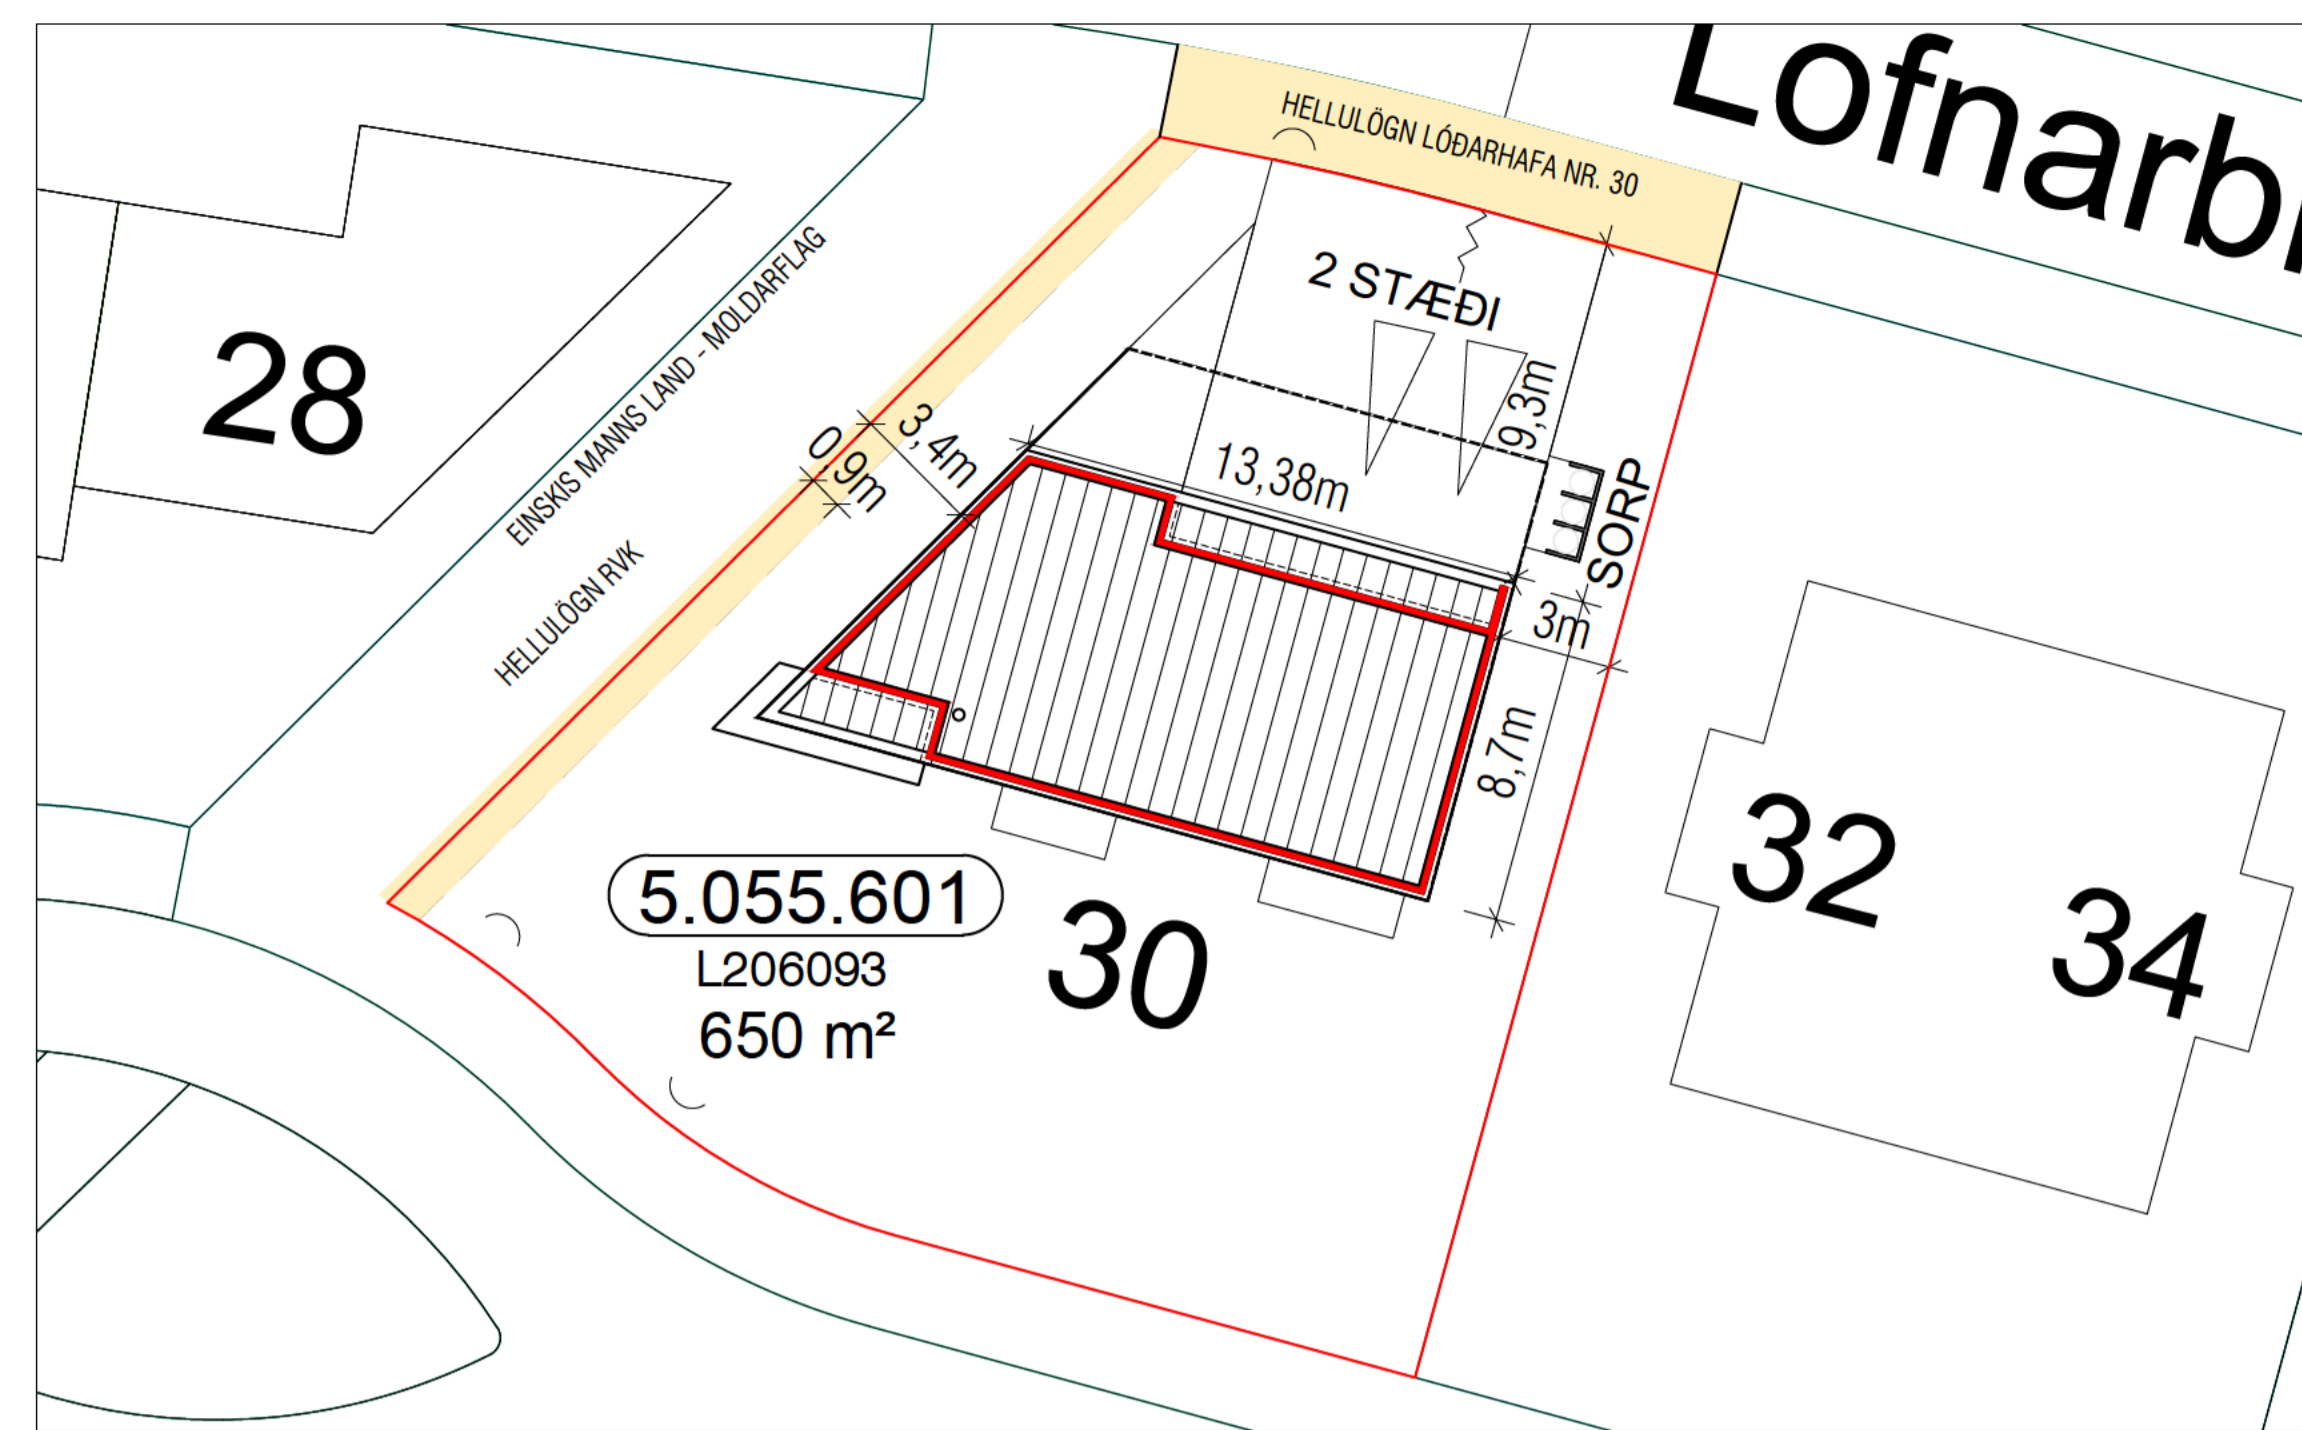 Lofnarb
HELLULÖGN LÓÐARHAFA NR. 30
2 STÆÐI
28
EINSKIS MANNS LAND - MOLDARFLAG
HELLULÖGN RVK
0,9m
3,4m
13,38m
9,3m
SORP
3m
8,7m
32
34
5.055.601
L206093
650 m²
30